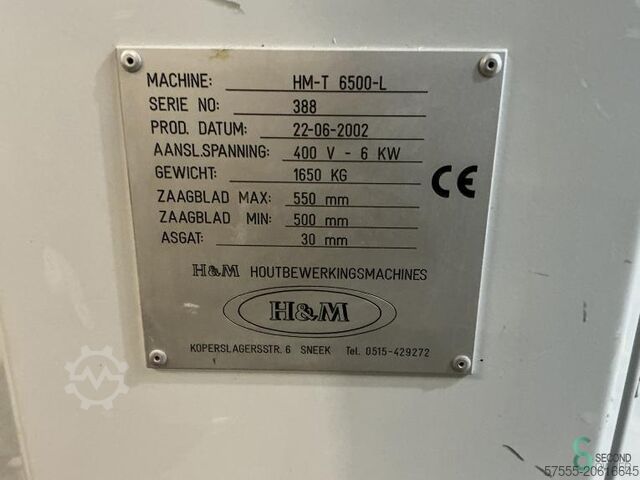 MACHINE: HM-T 6500-L
SERIE NO: 388
PROD. DATUM: 22-06-2002
AANSL.SPANNING: 400 V - 6 KW
GEWICHT: 1650 KG
ZAAGBLAD MAX: 550 mm
ZAAGBLAD MIN: 500 mm
ASGAT: 30 mm
CE
H&M HOUTBEWERKINGSMACHINES
H&M
KOPERSLAGERSSTR. 6 SNEEK Tel. 0515-429272
SECOND
57555-20616645